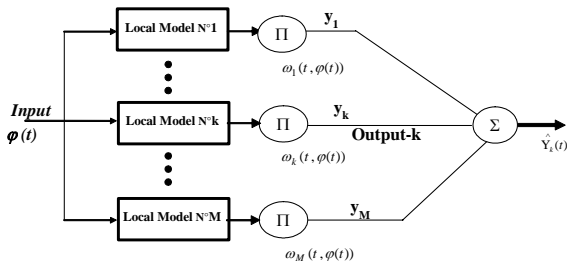 Local Model N°1
Π
y1
ω1(t,φ(t))
Input
φ(t)
Local Model N°k
Π
yk
Output-k
Σ
Ŷk(t)
ωk(t,φ(t))
Local Model N°M
Π
yM
ωM(t,φ(t))